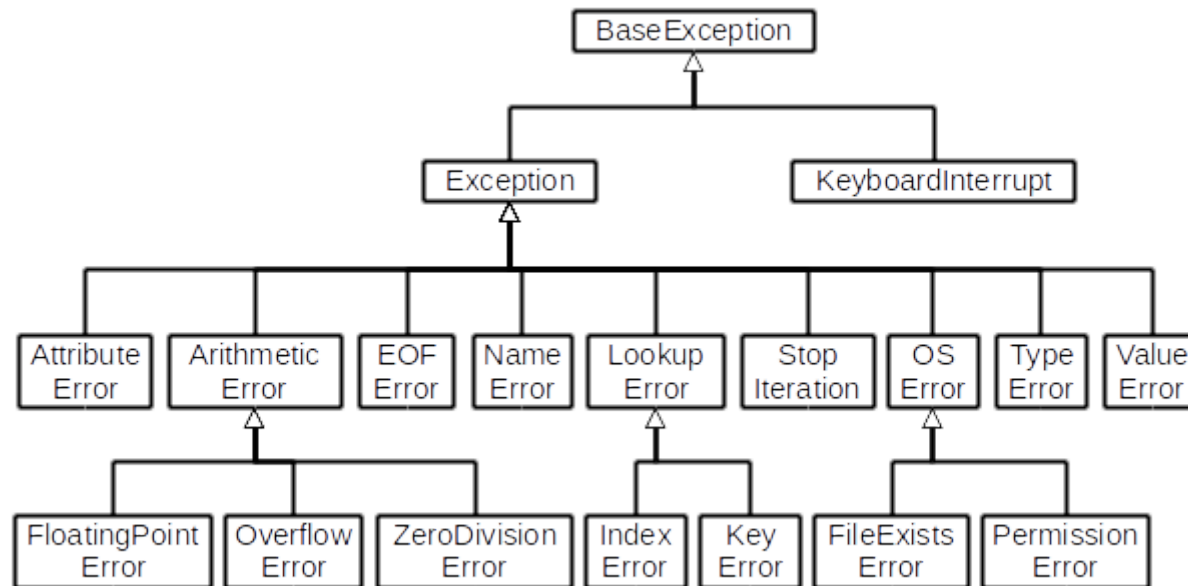 BaseException
Exception
KeyboardInterrupt
Attribute
Error
Arithmetic
Error
EOF
Error
Name
Error
Lookup
Error
Stop
Iteration
OS
Error
Type
Error
Value
Error
FloatingPoint
Error
Overflow
Error
ZeroDivision
Error
Index
Error
Key
Error
FileExists
Error
Permission
Error